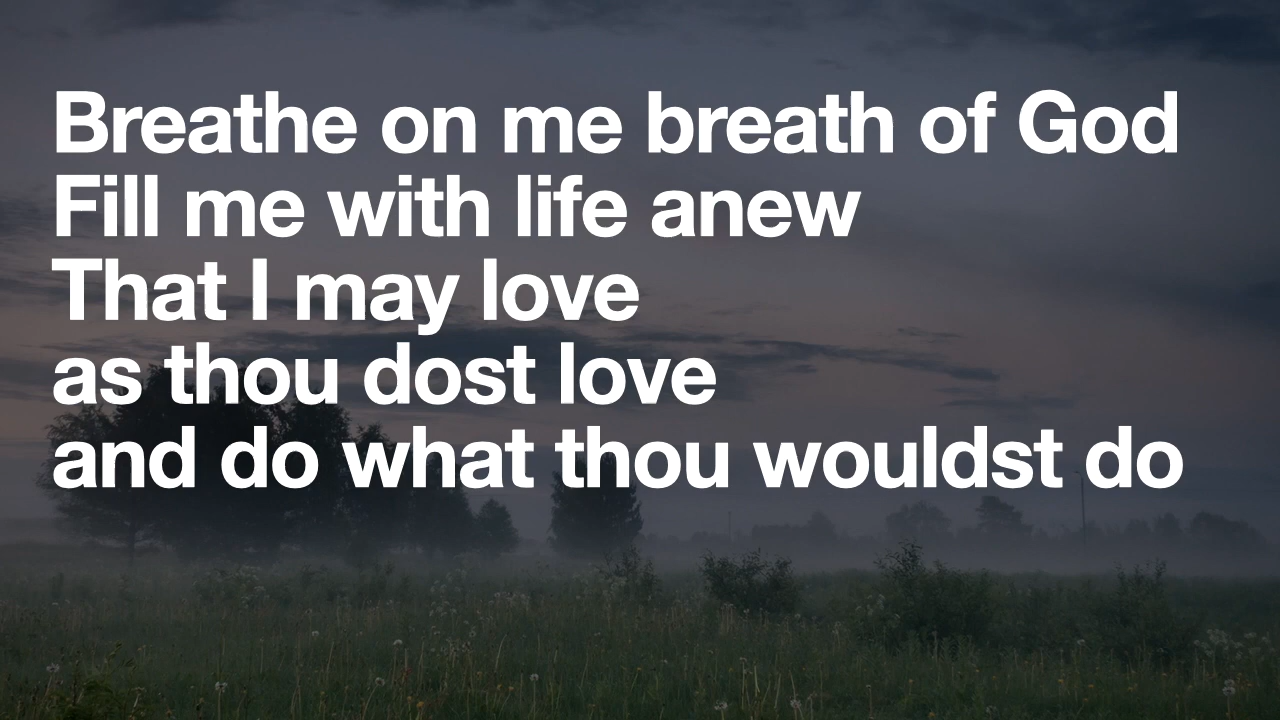 Breathe on me breath of God
Fill me with life anew
That I may love
as thou dost love
and do what thou wouldst do